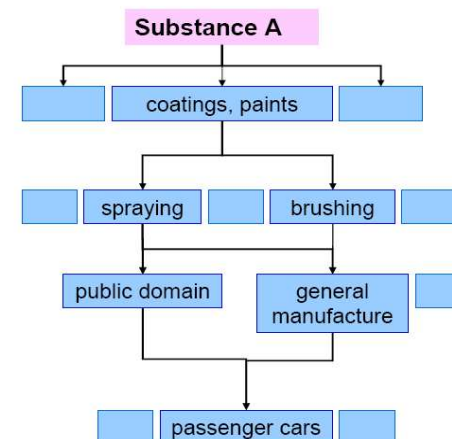 Substance A
coatings, paints
spraying
brushing
public domain
general
manufacture
passenger cars